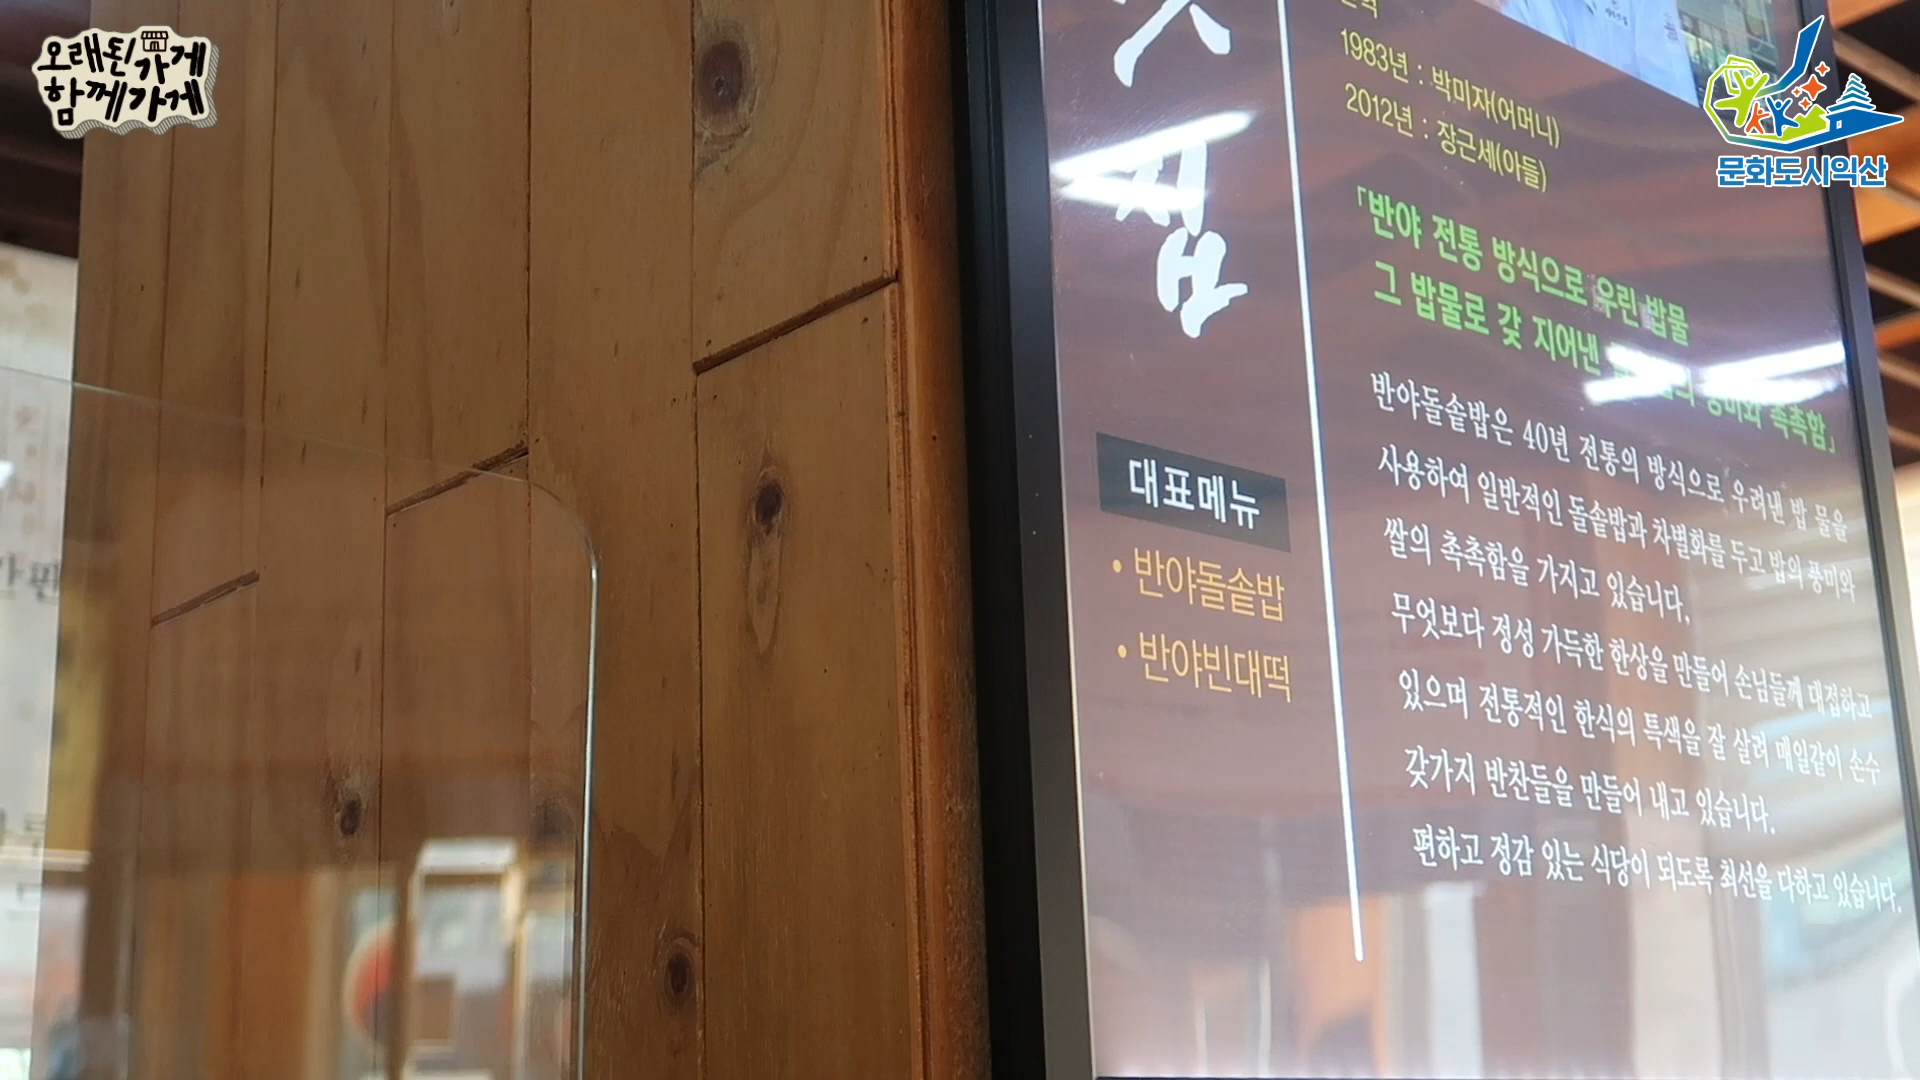 오래된 가게
함께가게
문화도시익산
1983년 : 박미자(어머니)
2012년 : 장근세(아들)
「반야 전통 방식으로 우린 밥물
그 밥물로 갖 지어낸 풍미와 촉촉함」
반야돌솥밥은 40년 전통의 방식으로 우려낸 밥 물을
사용하여 일반적인 돌솥밥과 차별화를 두고 밥의 풍미와
쌀의 촉촉함을 가지고 있습니다.
무엇보다 정성 가득한 한상을 만들어 손님들께 대접하고
있으며 전통적인 한식의 특색을 잘 살려 매일같이 손수
갖가지 반찬들을 만들어 내고 있습니다.
편하고 정감 있는 식당이 되도록 최선을 다하고 있습니다.
집
대표메뉴
• 반야돌솥밥
• 반야빈대떡